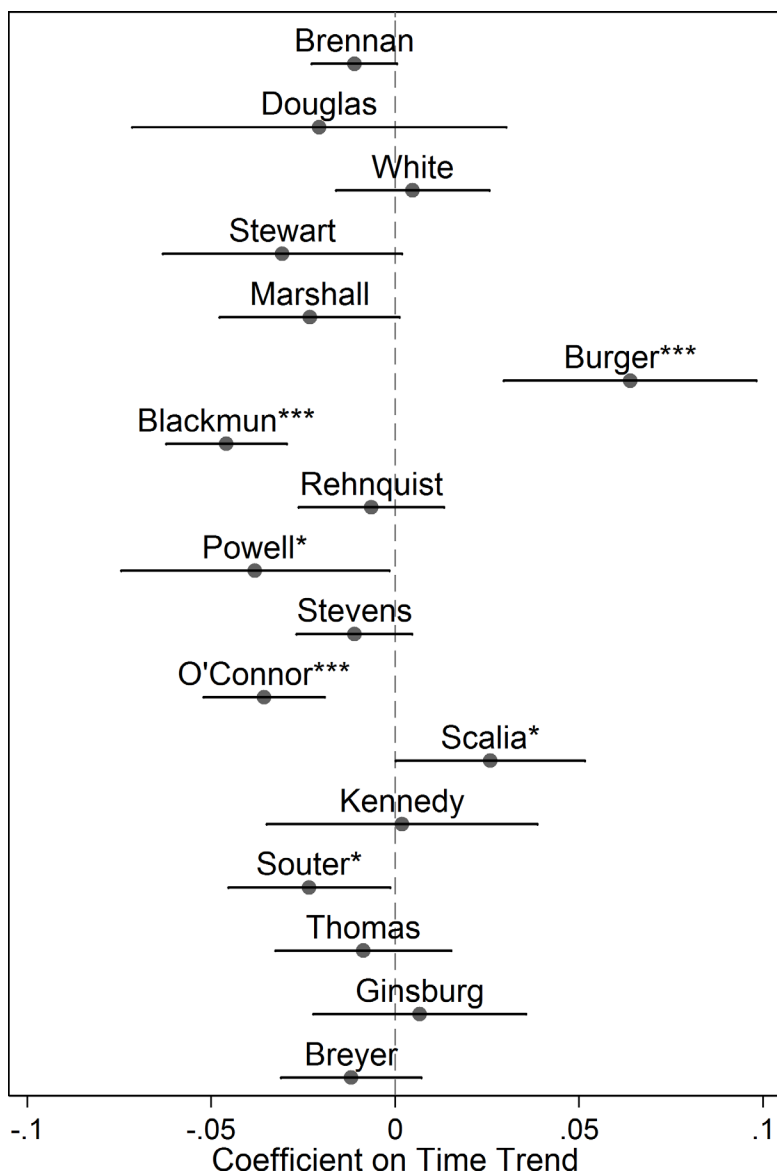 Brennan
Douglas
White
Stewart
Marshall
Burger***
Blackmun***
Rehnquist
Powell*
Stevens
O'Connor***
Scalia*
Kennedy
Souter*
Thomas
Ginsburg
Breyer
-.1 -.05 0 .05 .1
Coefficient on Time Trend